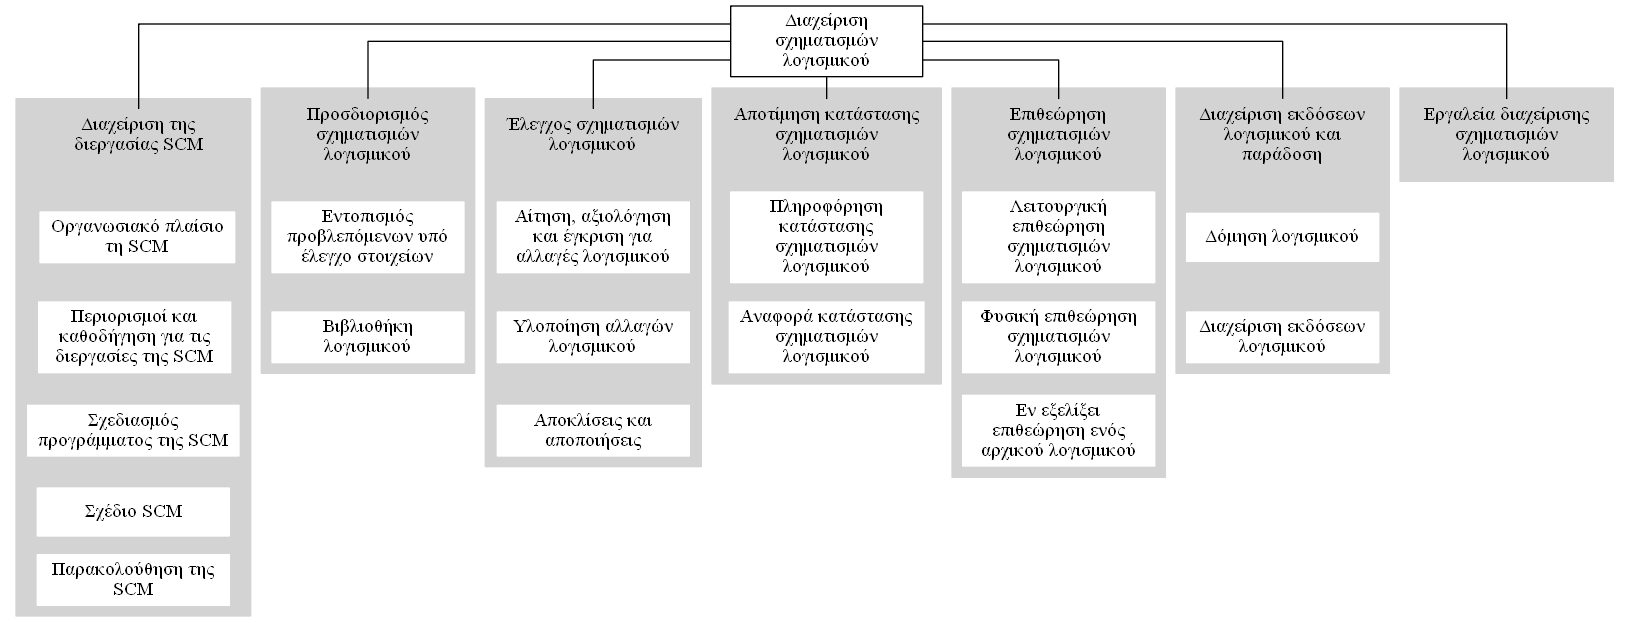 Διαχείριση
σχηματισμών
λογισμικού
Διαχείριση της
διεργασίας SCM
Οργανωσιακό πλαίσιο
τη SCM
Περιορισμοί και
καθοδήγηση για τις
διεργασίες της SCM
Σχεδιασμός
προγράμματος της SCM
Σχέδιο SCM
Παρακολούθηση της
SCM
Προσδιορισμός
σχηματισμών
λογισμικού
Εντοπισμός
προβλεπόμενων υπό
έλεγχο στοιχείων
Βιβλιοθήκη
λογισμικού
Έλεγχος σχηματισμών
λογισμικού
Αίτηση, αξιολόγηση
και έγκριση για
αλλαγές λογισμικού
Υλοποίηση αλλαγών
λογισμικού
Αποκλίσεις και
αποποιήσεις
Αποτίμηση κατάστασης
σχηματισμών
λογισμικού
Πληροφόρηση
κατάστασης
σχηματισμών
λογισμικού
Αναφορά κατάστασης
σχηματισμών
λογισμικού
Επιθεώρηση
σχηματισμών
λογισμικού
Λειτουργική
επιθεώρηση
σχηματισμών
λογισμικού
Φυσική επιθεώρηση
σχηματισμών
λογισμικού
Εν εξελίξει
επιθεώρηση ενός
αρχικού λογισμικού
Διαχείριση εκδόσεων
λογισμικού και
παράδοση
Δόμηση λογισμικού
Διαχείριση εκδόσεων
λογισμικού
Εργαλεία διαχείρισης
σχηματισμών
λογισμικού